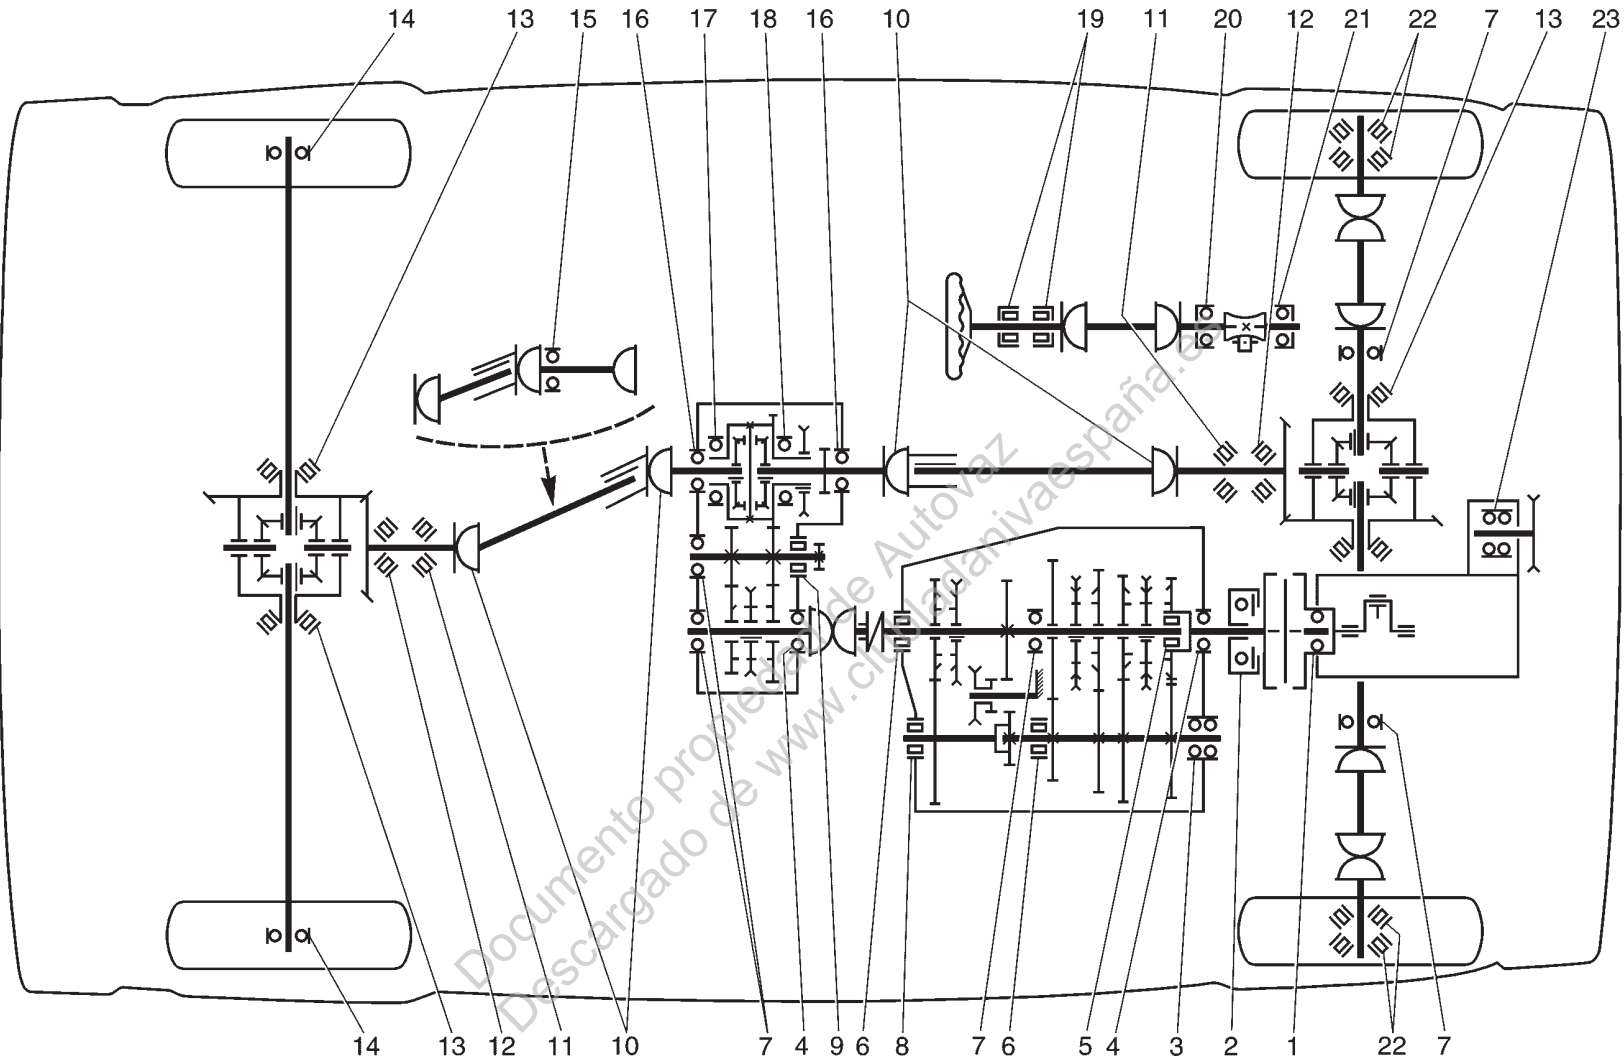 14 13 15 16 17 18 16 10 19 11 20 12 21 22 7 13 23
Documento propiedad de Autovaz
Descargado de www.clubladanivaespaña.es
14 13 12 11 10 7 4 9 6 8 7 6 5 4 3 2 1 22 7